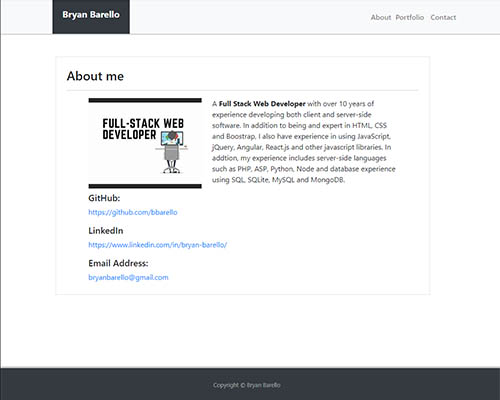 Bryan Barello
About Portfolio Contact
About me
FULL-STACK WEB
DEVELOPER
A Full Stack Web Developer with over 10 years of
experience developing both client and server-side
software. In addition to being and expert in HTML, CSS
and Boostrap, I also have experience in using JavaScript,
jQuery, Angular, React.js and other javascript libraries. In
addtion, my experience includes server-side languages
such as PHP, ASP, Python, Node and database experience
using SQL, SQLite, MySQL and MongoDB.
GitHub:
https://github.com/bbarello
LinkedIn
https://www.linkedin.com/in/bryan-barello/
Email Address:
bryanbarello@gmail.com
Copyright © Bryan Barello